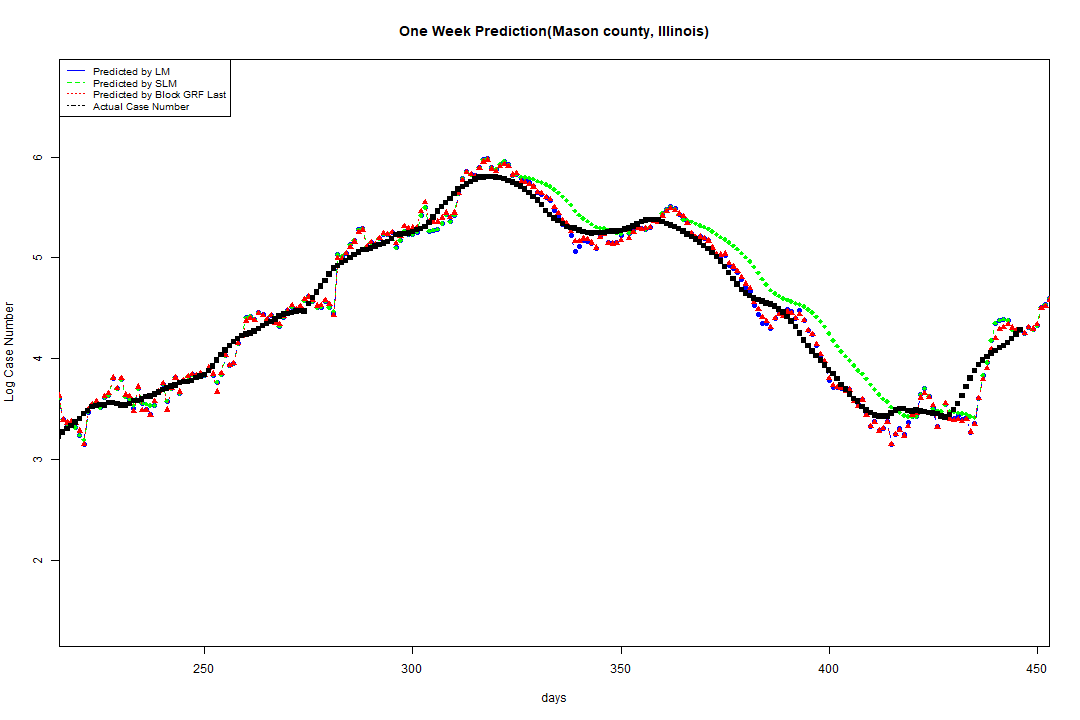 One Week Prediction(Mason county, Illinois)
Predicted by LM
Predicted by SLM
Predicted by Block GRF Last
Actual Case Number
6
5
4
3
2
Log Case Number
250 300 350 400 450
days